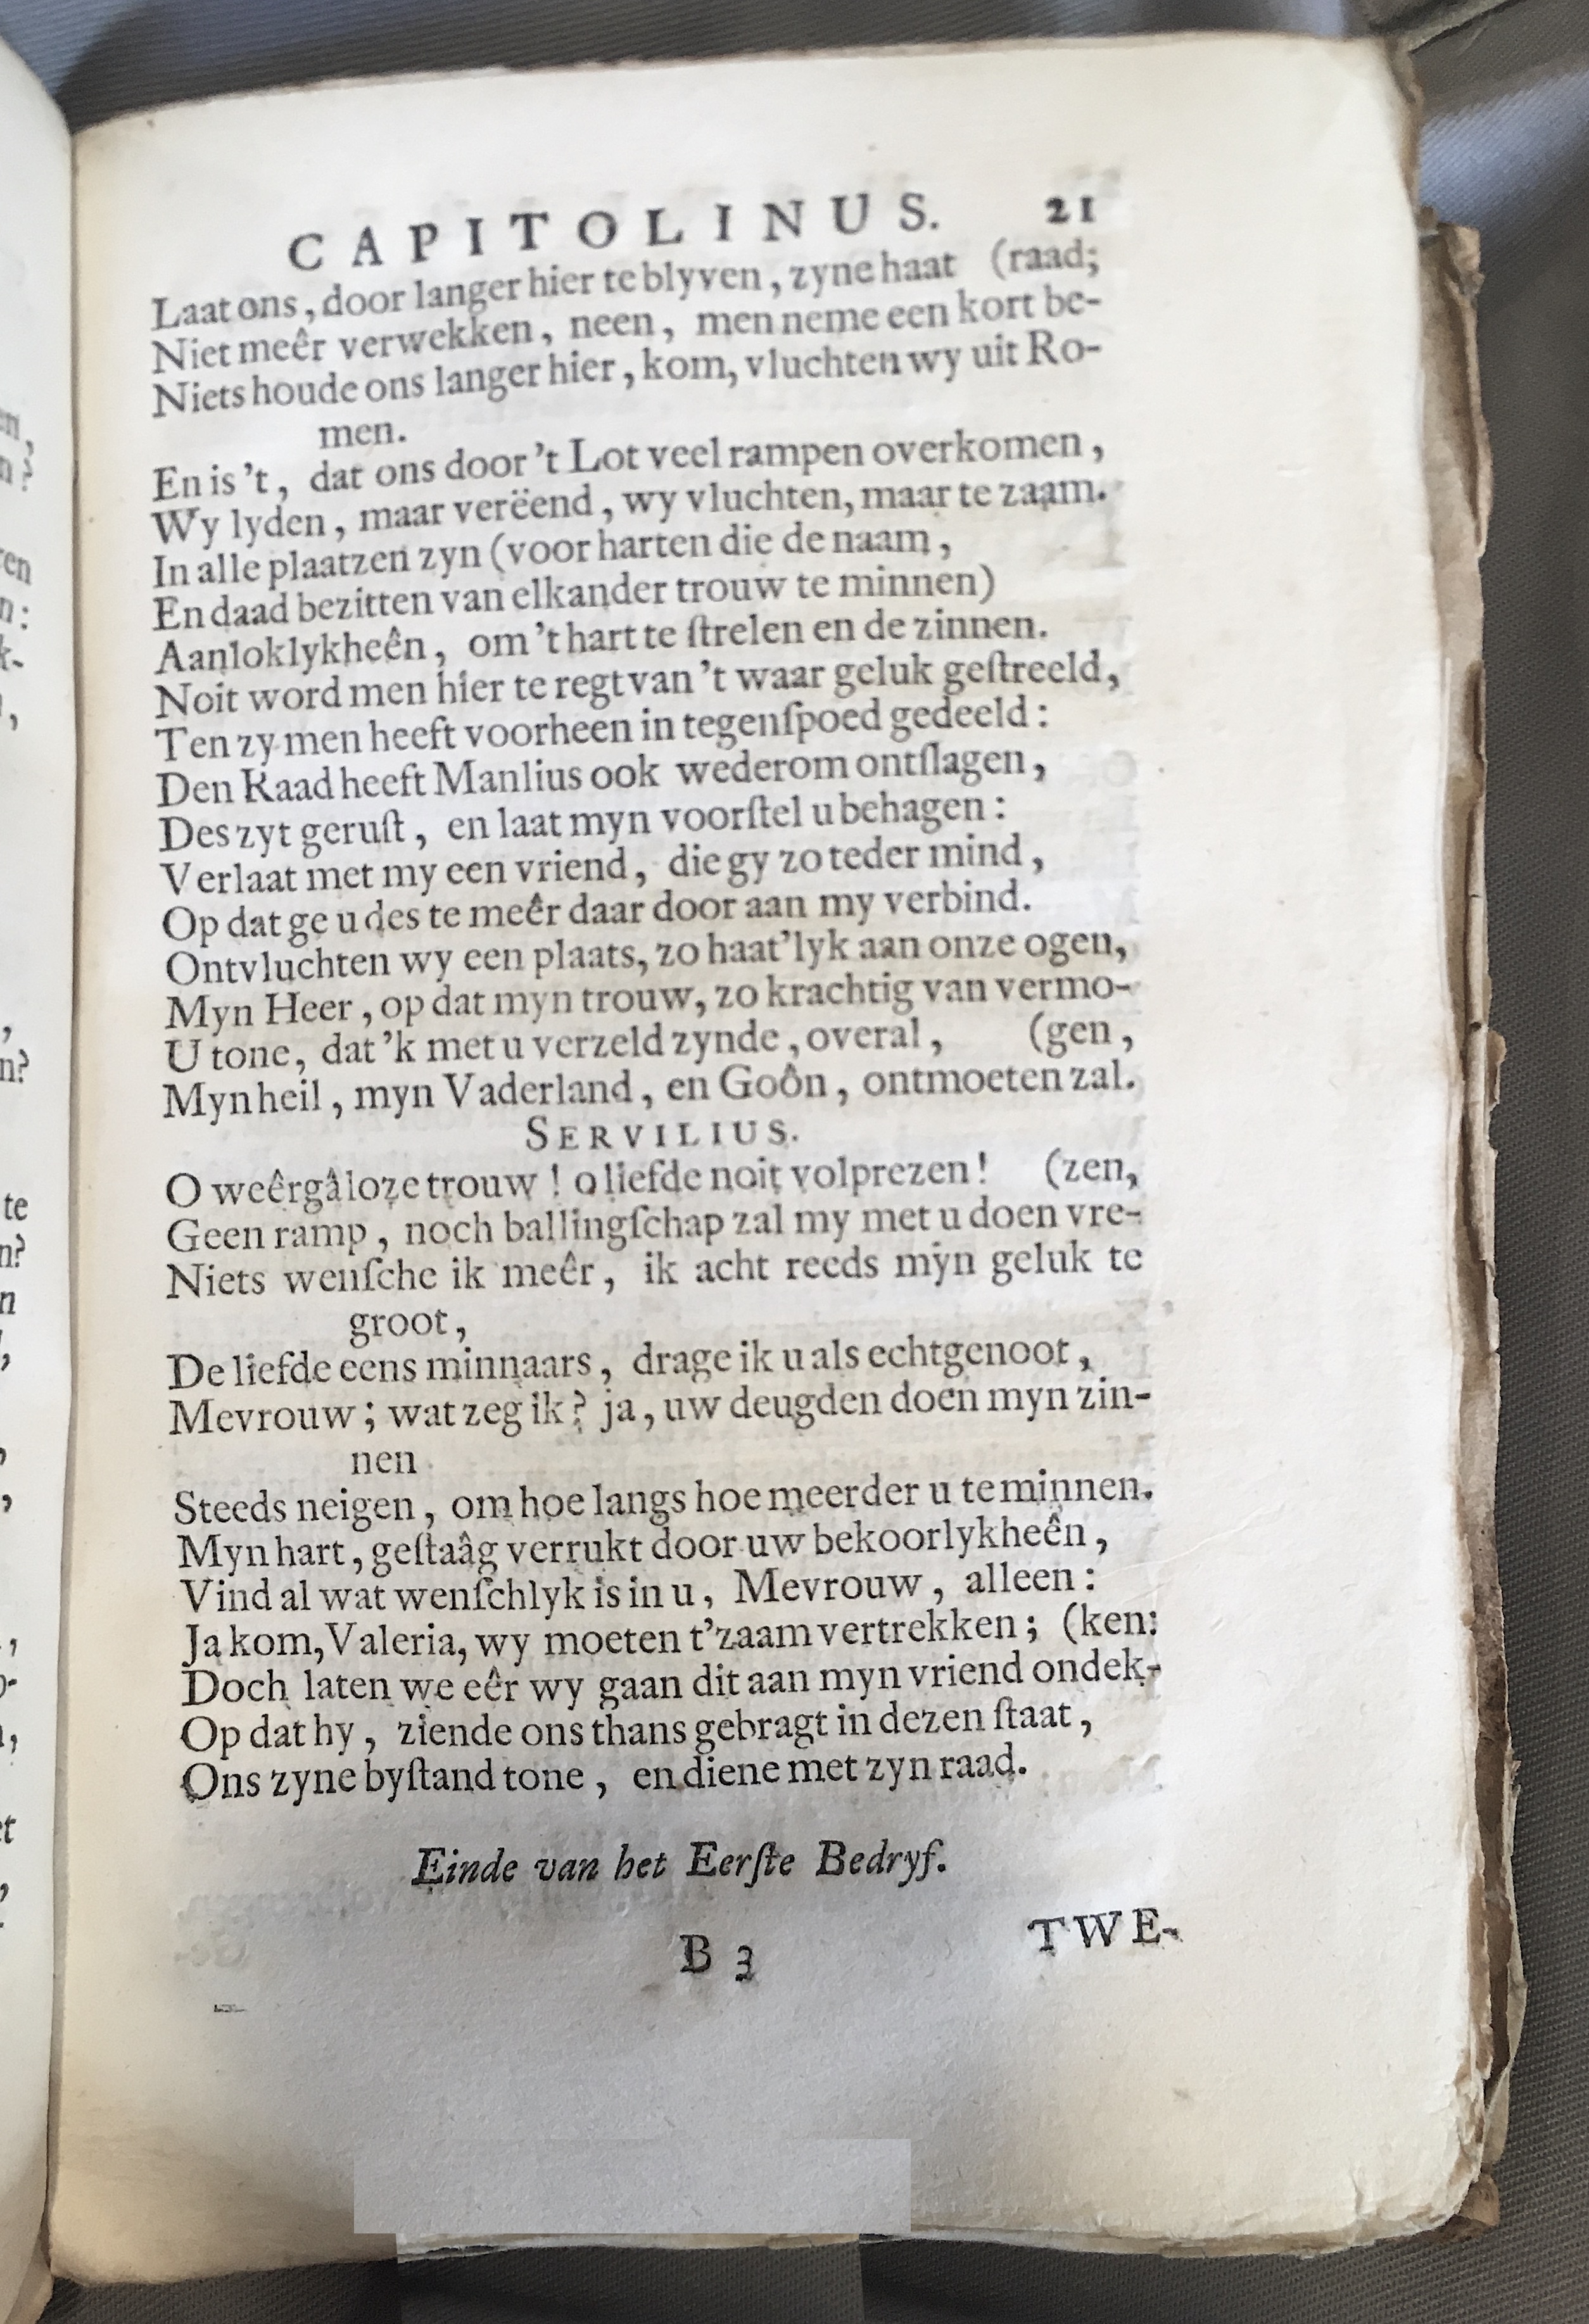 CAPITOLINUS. 21
Laat ons, door langer hier te blyven, zyne haat (raad;
Niet meêr verwekken, neen, men neme een kort be-
Niets houde ons langer hier, kom, vluchten wy uit Ro-
men.
En is 't, dat ons door 't Lot veel rampen overkomen,
Wy lyden, maar verëend, wy vluchten, maar te zaam.
In alle plaatzen zyn (voor harten die de naam,
En daad bezitten van elkander trouw te minnen)
Aanloklykheên, om 't hart te ſtrelen en de zinnen.
Noit word men hier te regt van 't waar geluk geſtreeld,
Ten zy men heeft voorheen in tegenſpoed gedeeld:
Den Raad heeft Manlius ook wederom ontſlagen,
Des zyt geruſt, en laat myn voorſtel u behagen:
Verlaat met my een vriend, die gy zo teder mind,
Op dat ge u des te meêr daar door aan my verbind.
Ontvluchten wy een plaats, zo haat'lyk aan onze ogen,
Myn Heer, op dat myn trouw, zo krachtig van vermo-
U tone, dat 'k met u verzeld zynde, overal, (gen,
Myn heil, myn Vaderland, en Goôn, ontmoeten zal.
SERVILIUS.
O weêrgâloze trouw! o liefde noit volprezen! (zen,
Geen ramp, noch ballingſchap zal my met u doen vre-
Niets wenſche ik meêr, ik acht reeds myn geluk te
groot,
De liefde eens minnaars, drage ik u als echtgenoot,
Mevrouw; wat zeg ik? ja, uw deugden doen myn zin-
nen
Steeds neigen, om hoe langs hoe meerder u te minnen.
Myn hart, geſtaâg verrukt door uw bekoorlykheên,
Vind al wat wenſchlyk is in u, Mevrouw, alleen:
Ja kom, Valeria, wy moeten t'zaam vertrekken; (ken:
Doch laten we eêr wy gaan dit aan myn vriend ondek-
Op dat hy, ziende ons thans gebragt in dezen ſtaat,
Ons zyne byſtand tone, en diene met zyn raad.
Einde van het Eerſte Bedryf.
B 3 TWE-